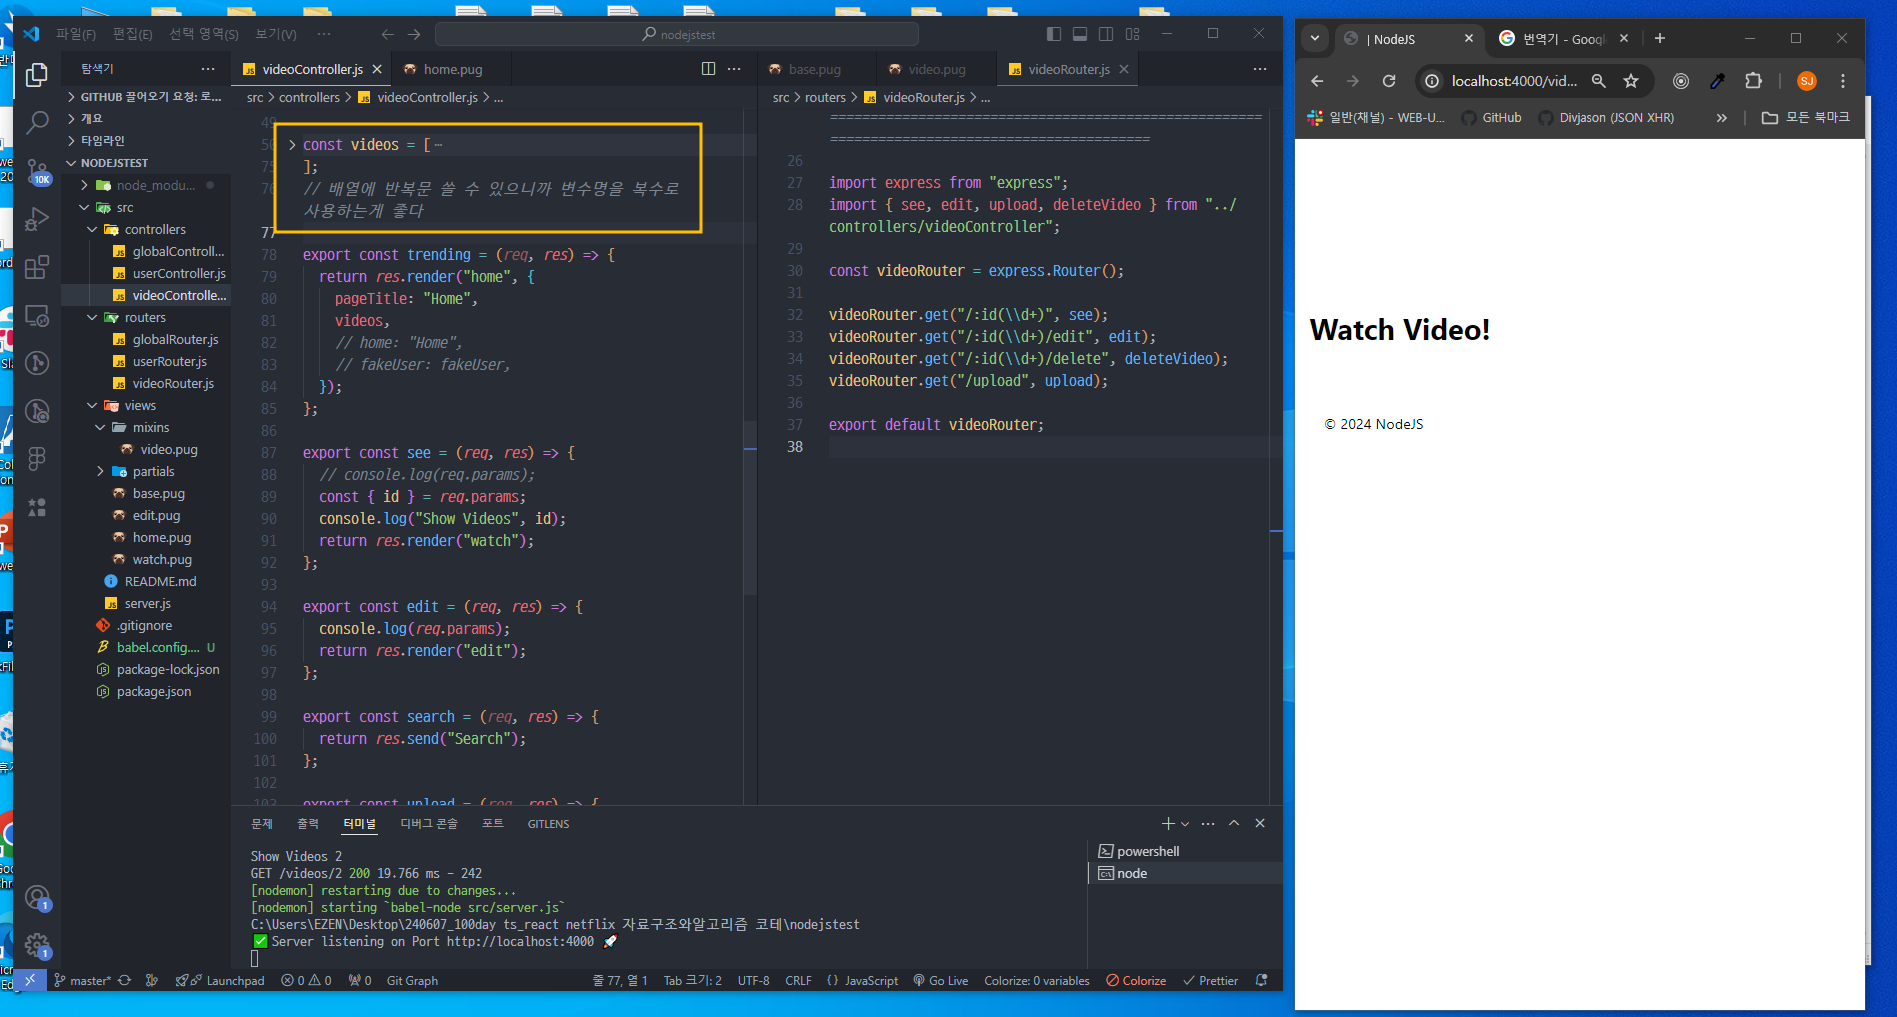 파일(F) 편집(E) 선택 영역(S) 보기(V) ··· nodejstest
탐색기 ···
GITHUB 끌어오기 요청: 로...
개요
타임라인
NODEJSTEST
node_modu...
src
controllers
globalControll...
userController.js
videoControlle...
routers
globalRouter.js
userRouter.js
videoRouter.js
views
mixins
video.pug
partials
base.pug
edit.pug
home.pug
watch.pug
README.md
server.js
.gitignore
babel.config.... U
package-lock.json
package.json
10K
1
1
videoController.js home.pug
src > controllers > videoController.js > ...
49
50 const videos = [ ···
75 ];
76 // 배열에 반복문 쓸 수 있으니까 변수명을 복수로
사용하는게 좋다
77
78 export const trending = (req, res) => {
79 return res.render("home", {
80 pageTitle: "Home",
81 videos,
82 // home: "Home",
83 // fakeUser: fakeUser,
84 });
85 };
86
87 export const see = (req, res) => {
88 // console.log(req.params);
89 const { id } = req.params;
90 console.log("Show Videos", id);
91 return res.render("watch");
92 };
93
94 export const edit = (req, res) => {
95 console.log(req.params);
96 return res.render("edit");
97 };
98
99 export const search = (req, res) => {
100 return res.send("Search");
101 };
102
103 export const upload = (req, res) => {
base.pug video.pug videoRouter.js
src > routers > videoRouter.js > ...
======================================================
========================================
26
27 import express from "express";
28 import { see, edit, upload, deleteVideo } from "../
controllers/videoController";
29
30 const videoRouter = express.Router();
31
32 videoRouter.get("/:id(\\d+)", see);
33 videoRouter.get("/:id(\\d+)/edit", edit);
34 videoRouter.get("/:id(\\d+)/delete", deleteVideo);
35 videoRouter.get("/upload", upload);
36
37 export default videoRouter;
38
문제 출력 터미널 디버그 콘솔 포트 GITLENS
Show Videos 2
GET /videos/2 200 19.766 ms - 242
[nodemon] restarting due to changes...
[nodemon] starting `babel-node src/server.js`
C:\Users\EZEN\Desktop\240607_100day ts_react netflix 자료구조와알고리즘 코테\nodejstest
✅ Server listening on Port http://localhost:4000 🚀
powershell
node
master* Launchpad 0 0 0 Git Graph 줄 77, 열 1 Tab 크기: 2 UTF-8 CRLF {} JavaScript Go Live Colorize: 0 variables Colorize Prettier
| NodeJS 번역기 - Googl
localhost:4000/vid... SJ
일반(채널) - WEB-U... GitHub Divjason (JSON XHR) » 모든 북마크
Watch Video!
© 2024 NodeJS